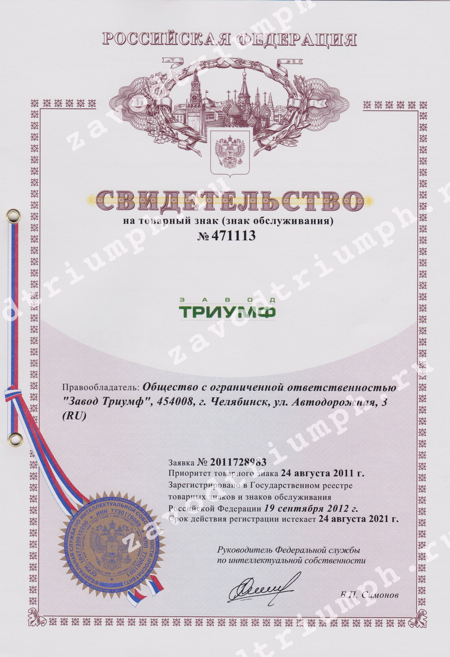 РОССИЙСКАЯ ФЕДЕРАЦИЯ
СВИДЕТЕЛЬСТВО
на товарный знак (знак обслуживания)
№ 471113
ЗАВОД
ТРИУМФ
Правообладатель: Общество с ограниченной ответственностью
"Завод Триумф", 454008, г. Челябинск, ул. Автодорожная, 3
(RU)
Заявка № 2011728963
Приоритет товарного знака 24 августа 2011 г.
Зарегистрировано в Государственном реестре
товарных знаков и знаков обслуживания
Российской Федерации 19 сентября 2012 г.
Срок действия регистрации истекает 24 августа 2021 г.
Руководитель Федеральной службы
по интеллектуальной собственности
Б.П. Симонов
zavodtriumph.ru